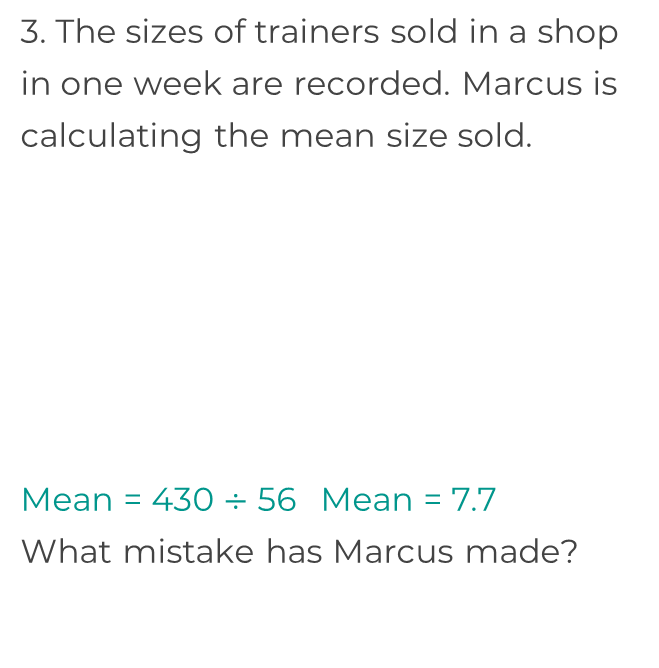 3. The sizes of trainers sold in a shop
in one week are recorded. Marcus is
calculating the mean size sold.
Mean = 430 ÷ 56 Mean = 7.7
What mistake has Marcus made?